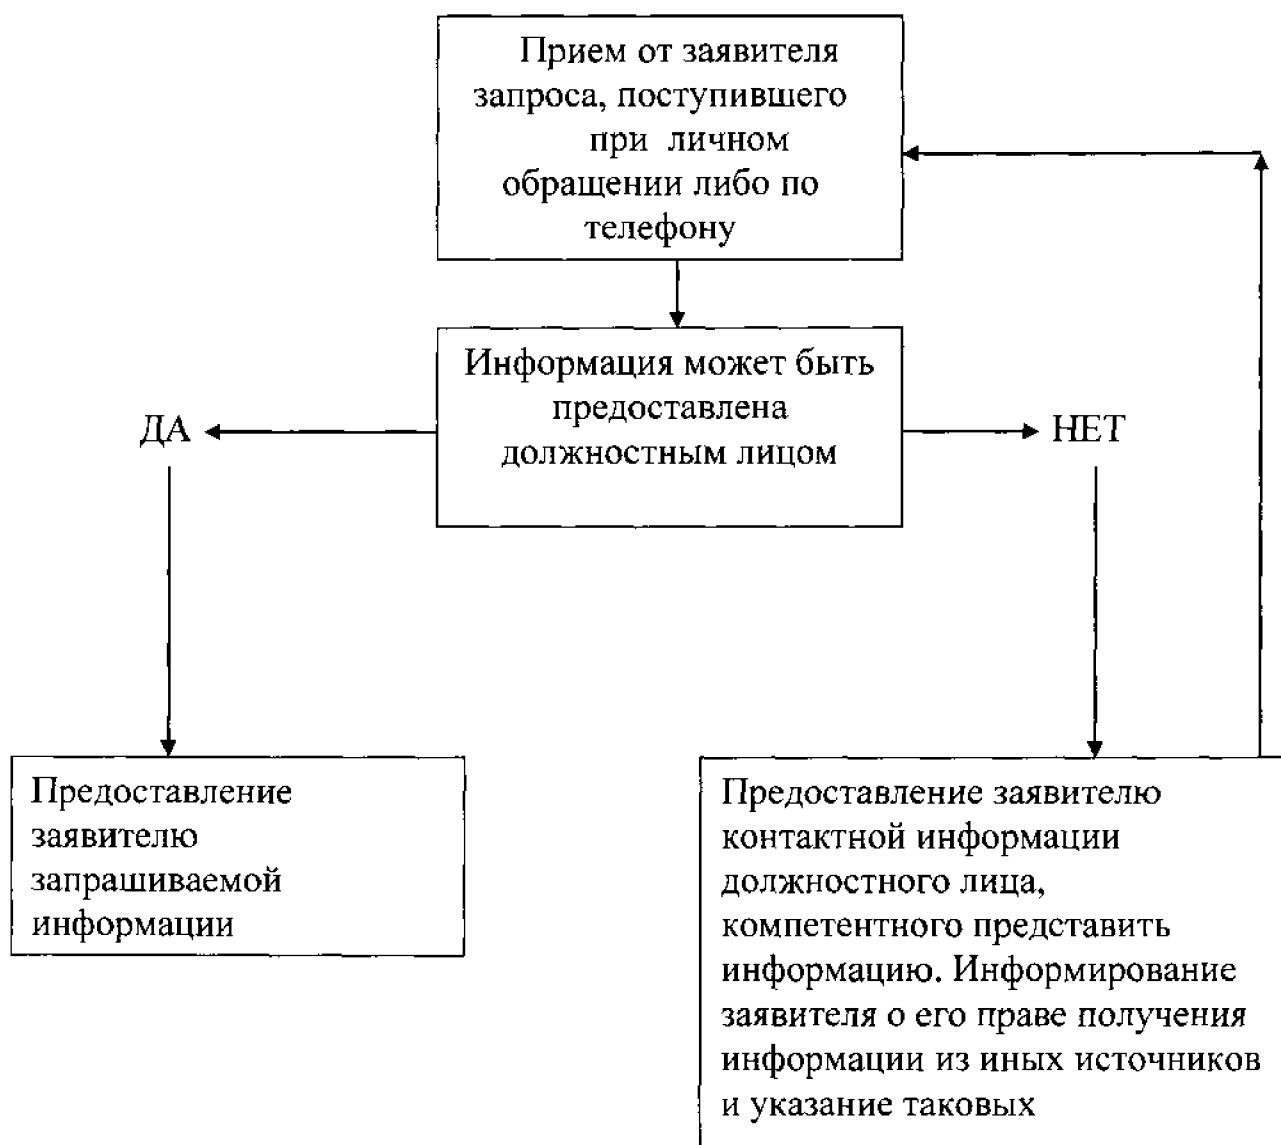 Прием от заявителя
запроса, поступившего
при личном
обращении либо по
телефону
Информация может быть
предоставлена
должностным лицом
ДА
НЕТ
Предоставление
заявителю
запрашиваемой
информации
Предоставление заявителю
контактной информации
должностного лица,
компетентного представить
информацию. Информирование
заявителя о его праве получения
информации из иных источников
и указание таковых